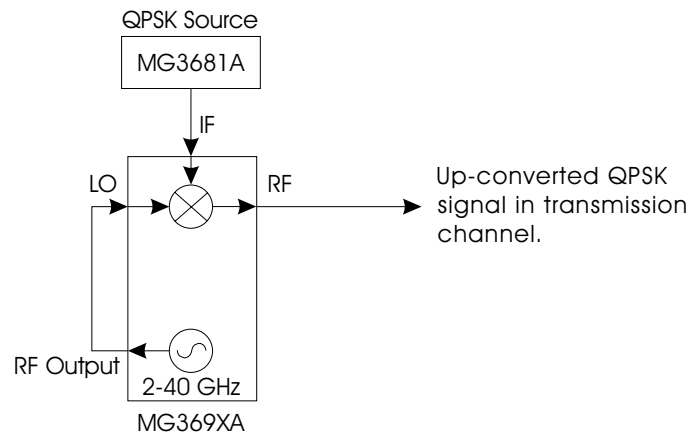 QPSK Source
MG3681A
IF
LO
RF
Up-converted QPSK
signal in transmission
channel.
RF Output
2-40 GHz
MG369XA